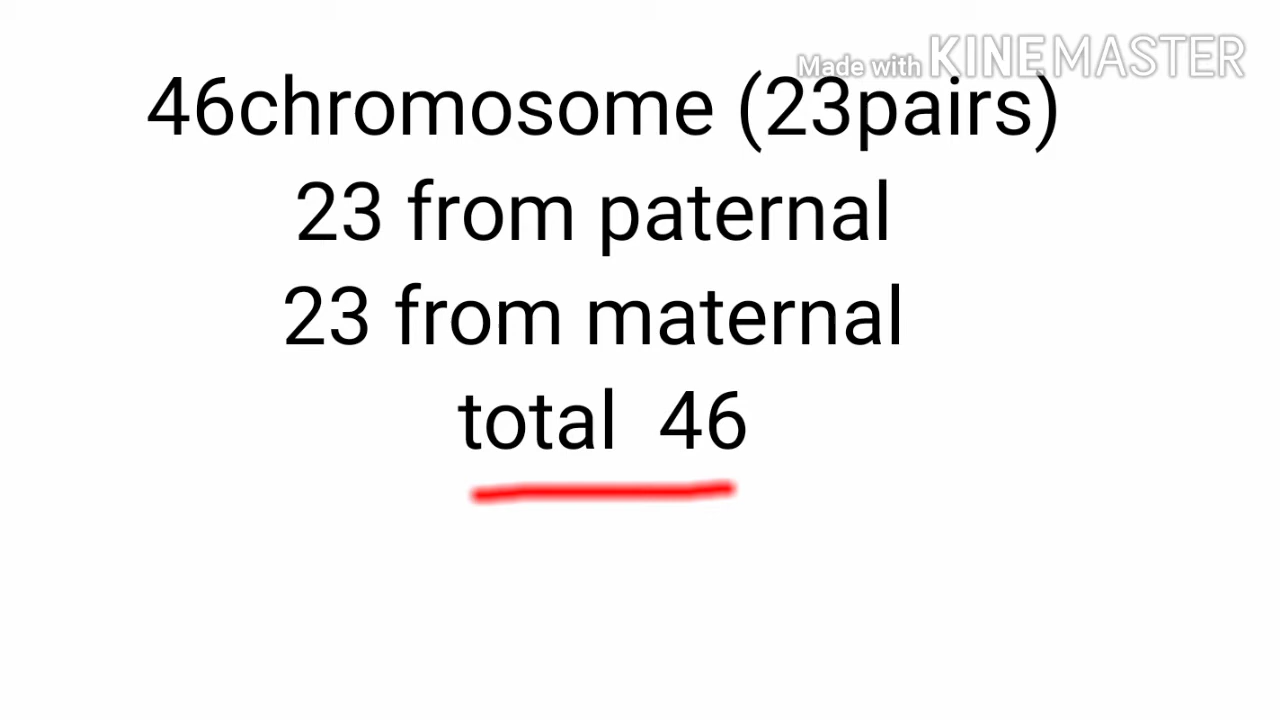 Made with KINEMASTER
46chromosome (23pairs)
23 from paternal
23 from maternal
total 46